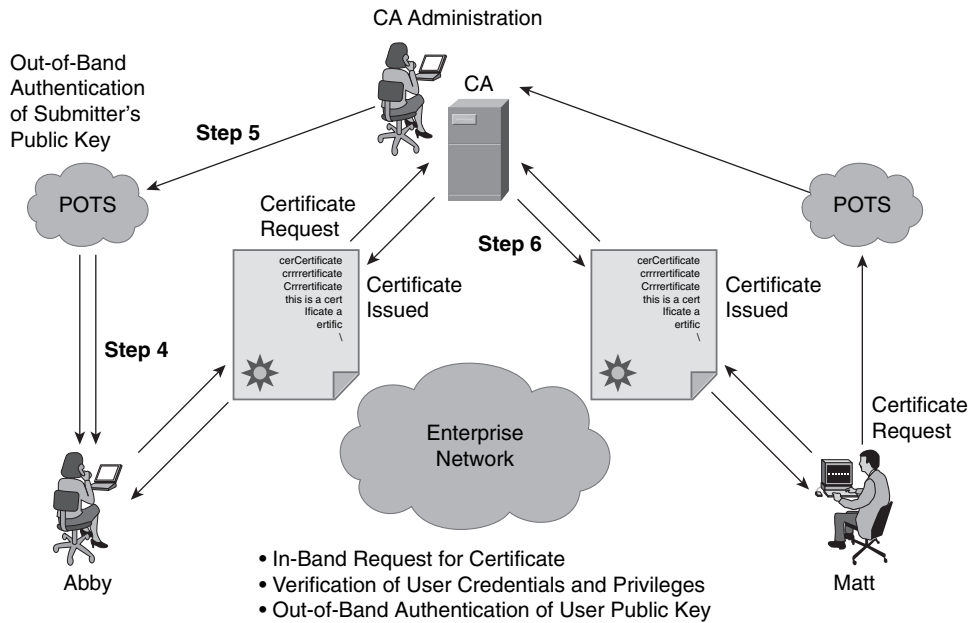 CA Administration
Out-of-Band
Authentication
of Submitter's
Public Key
CA
Step 5
POTS
POTS
Certificate
Request
Step 6
cerCertificate
crrrrertificate
Crrrertificate
this is a cert
Ificate a
ertific
\
Certificate
Issued
cerCertificate
crrrrertificate
Crrrertificate
this is a cert
Ificate a
ertific
\
Certificate
Issued
Step 4
Enterprise
Network
Certificate
Request
Abby
Matt
• In-Band Request for Certificate
• Verification of User Credentials and Privileges
• Out-of-Band Authentication of User Public Key